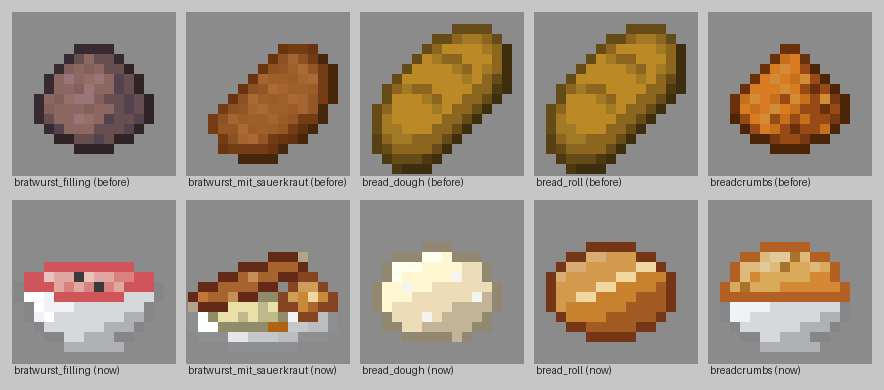 bratwurst_filling (before) bratwurst_mit_sauerkraut (before) bread_dough (before) bread_roll (before) breadcrumbs (before)
bratwurst_filling (now) bratwurst_mit_sauerkraut (now) bread_dough (now) bread_roll (now) breadcrumbs (now)